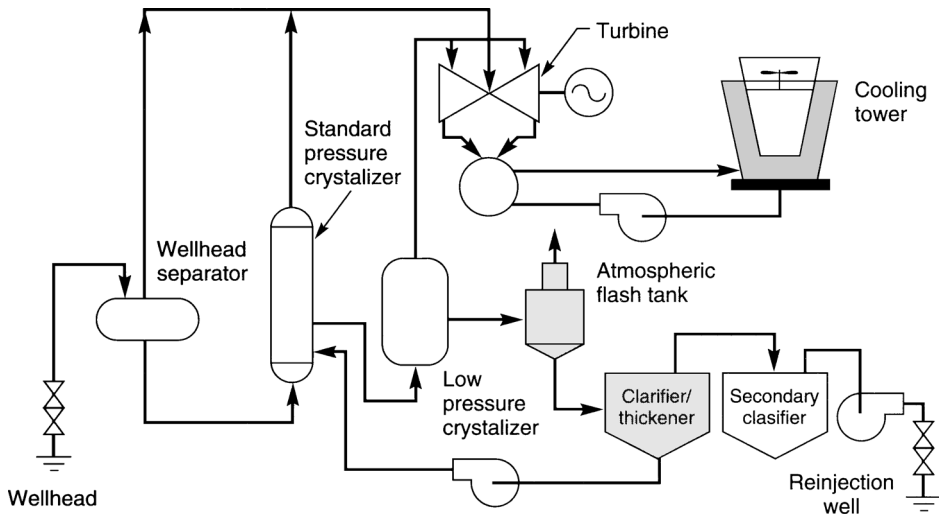 Turbine
Cooling
tower
Standard
pressure
crystalizer
Wellhead
separator
Atmospheric
flash tank
Low
pressure
crystalizer
Clarifier/
thickener
Secondary
clasifier
Reinjection
well
Wellhead